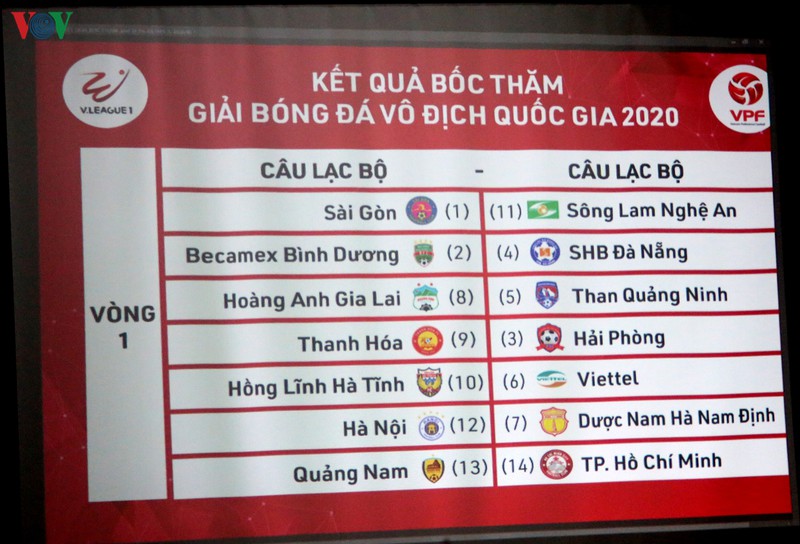 VOV
V.LEAGUE1
KẾT QUẢ BỐC THĂM
GIẢI BÓNG ĐÁ VÔ ĐỊCH QUỐC GIA 2020
VPF
CÂU LẠC BỘ - CÂU LẠC BỘ
VÒNG
1
Sài Gòn (1) (11) Sông Lam Nghệ An
Becamex Bình Dương (2) (4) SHB Đà Nẵng
Hoàng Anh Gia Lai (8) (5) Than Quảng Ninh
Thanh Hóa (9) (3) Hải Phòng
Hồng Lĩnh Hà Tĩnh (10) (6) Viettel
Hà Nội (12) (7) Dược Nam Hà Nam Định
Quảng Nam (13) (14) TP. Hồ Chí Minh